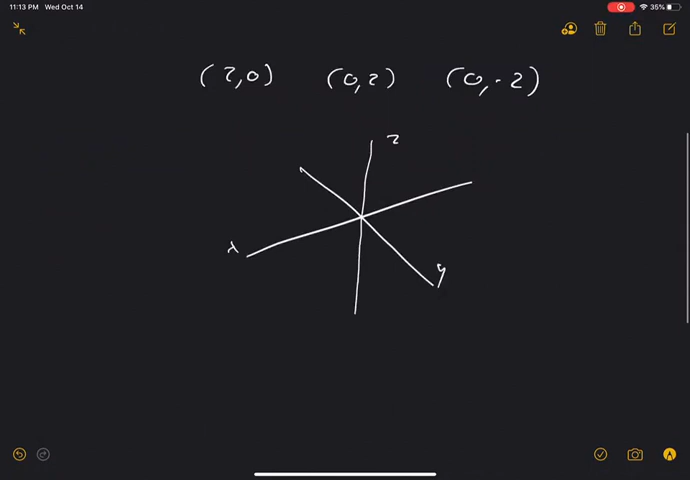 11:13 PM Wed Oct 14
35%
(2,0) (0,2) (0,-2)
z
x
y